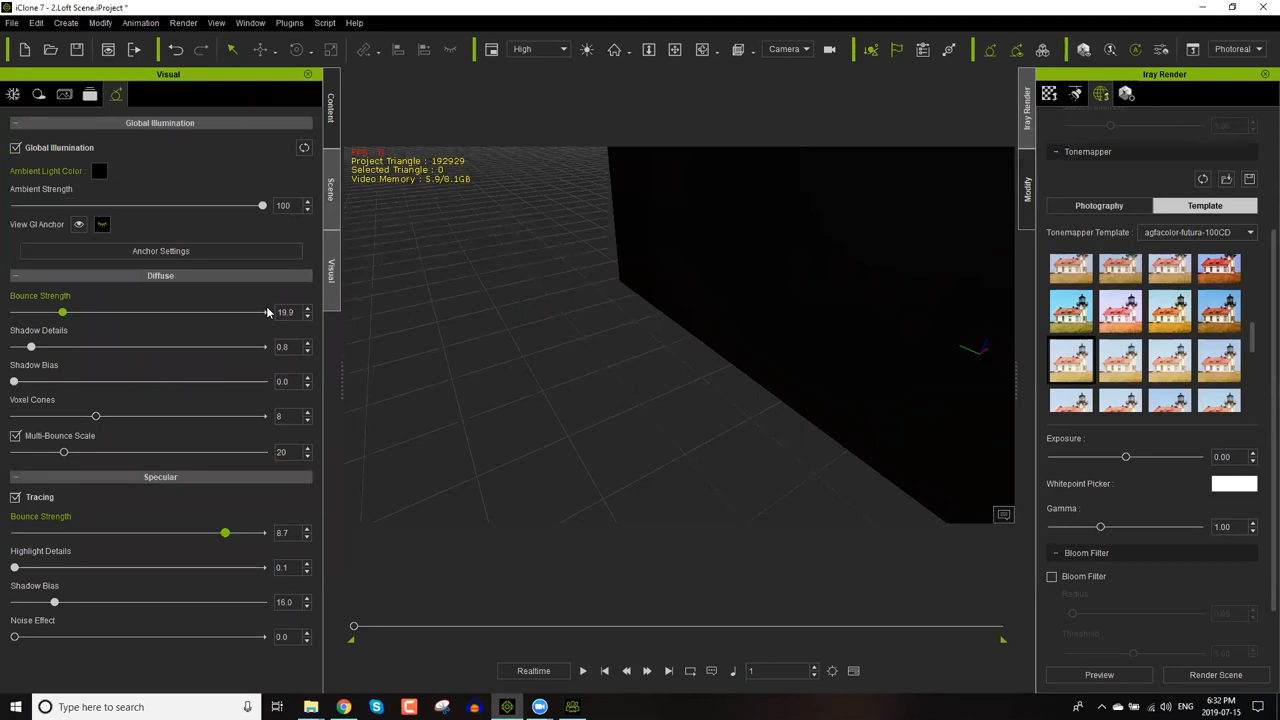 iClone 7 - 2.Loft Scene.iProject *
File Edit Create Modify Animation Render Window Plugins Script Help
High Camera Photoreal
Visual
Iray Render
Content
Scene
Visual
Iray Render
Modify
Global Illumination
Global Illumination
Ambient Light Color :
Ambient Strength
100
View GI Anchor
Anchor Settings
Diffuse
Bounce Strength
19.9
Shadow Details
0.8
Shadow Bias
0.0
Voxel Cones
8
Multi-Bounce Scale
20
Specular
Tracing
Bounce Strength
8.7
Highlight Details
0.1
Shadow Bias
16.0
Noise Effect
0.0
Project Triangle : 192929
Selected Triangle : 0
Video Memory : 5.9/8.1GB
Realtime
1
Tonemapper
Photography Template
Tonemapper Template : agfacolor-futura-100CD
Exposure :
0.00
Whitepoint Picker :
Gamma :
1.00
Bloom Filter
Bloom Filter
Radius
Threshold
Preview Render Scene
Type here to search
ENG
6:32 PM
2019-07-15